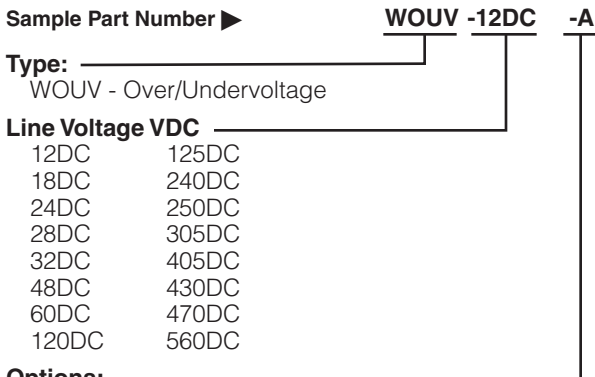 Sample Part Number ▶ WOUV -12DC -A
Type:
WOUV - Over/Undervoltage
Line Voltage VDC
12DC 125DC
18DC 240DC
24DC 250DC
28DC 305DC
32DC 405DC
48DC 430DC
60DC 470DC
120DC 560DC
Options: